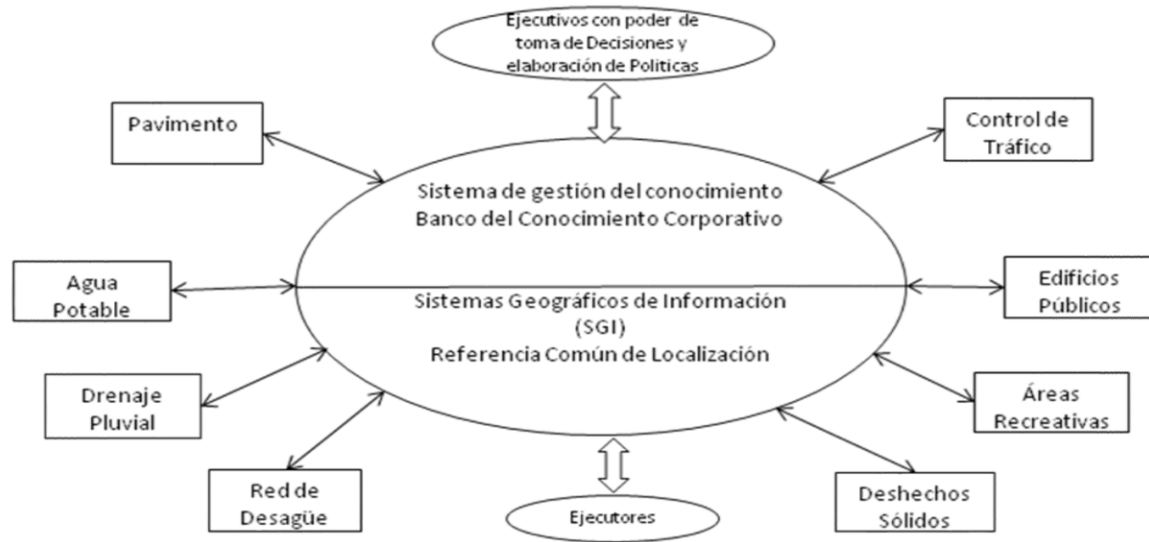 Ejecutivos con poder de
toma de Decisiones y
elaboración de Políticas
Pavimento
Control de
Tráfico
Sistema de gestión del conocimiento
Banco del Conocimiento Corporativo
Agua
Potable
Edificios
Públicos
Sistemas Geográficos de Información
(SGI)
Referencia Común de Localización
Drenaje
Pluvial
Áreas
Recreativas
Red de
Desagüe
Deshechos
Sólidos
Ejecutores